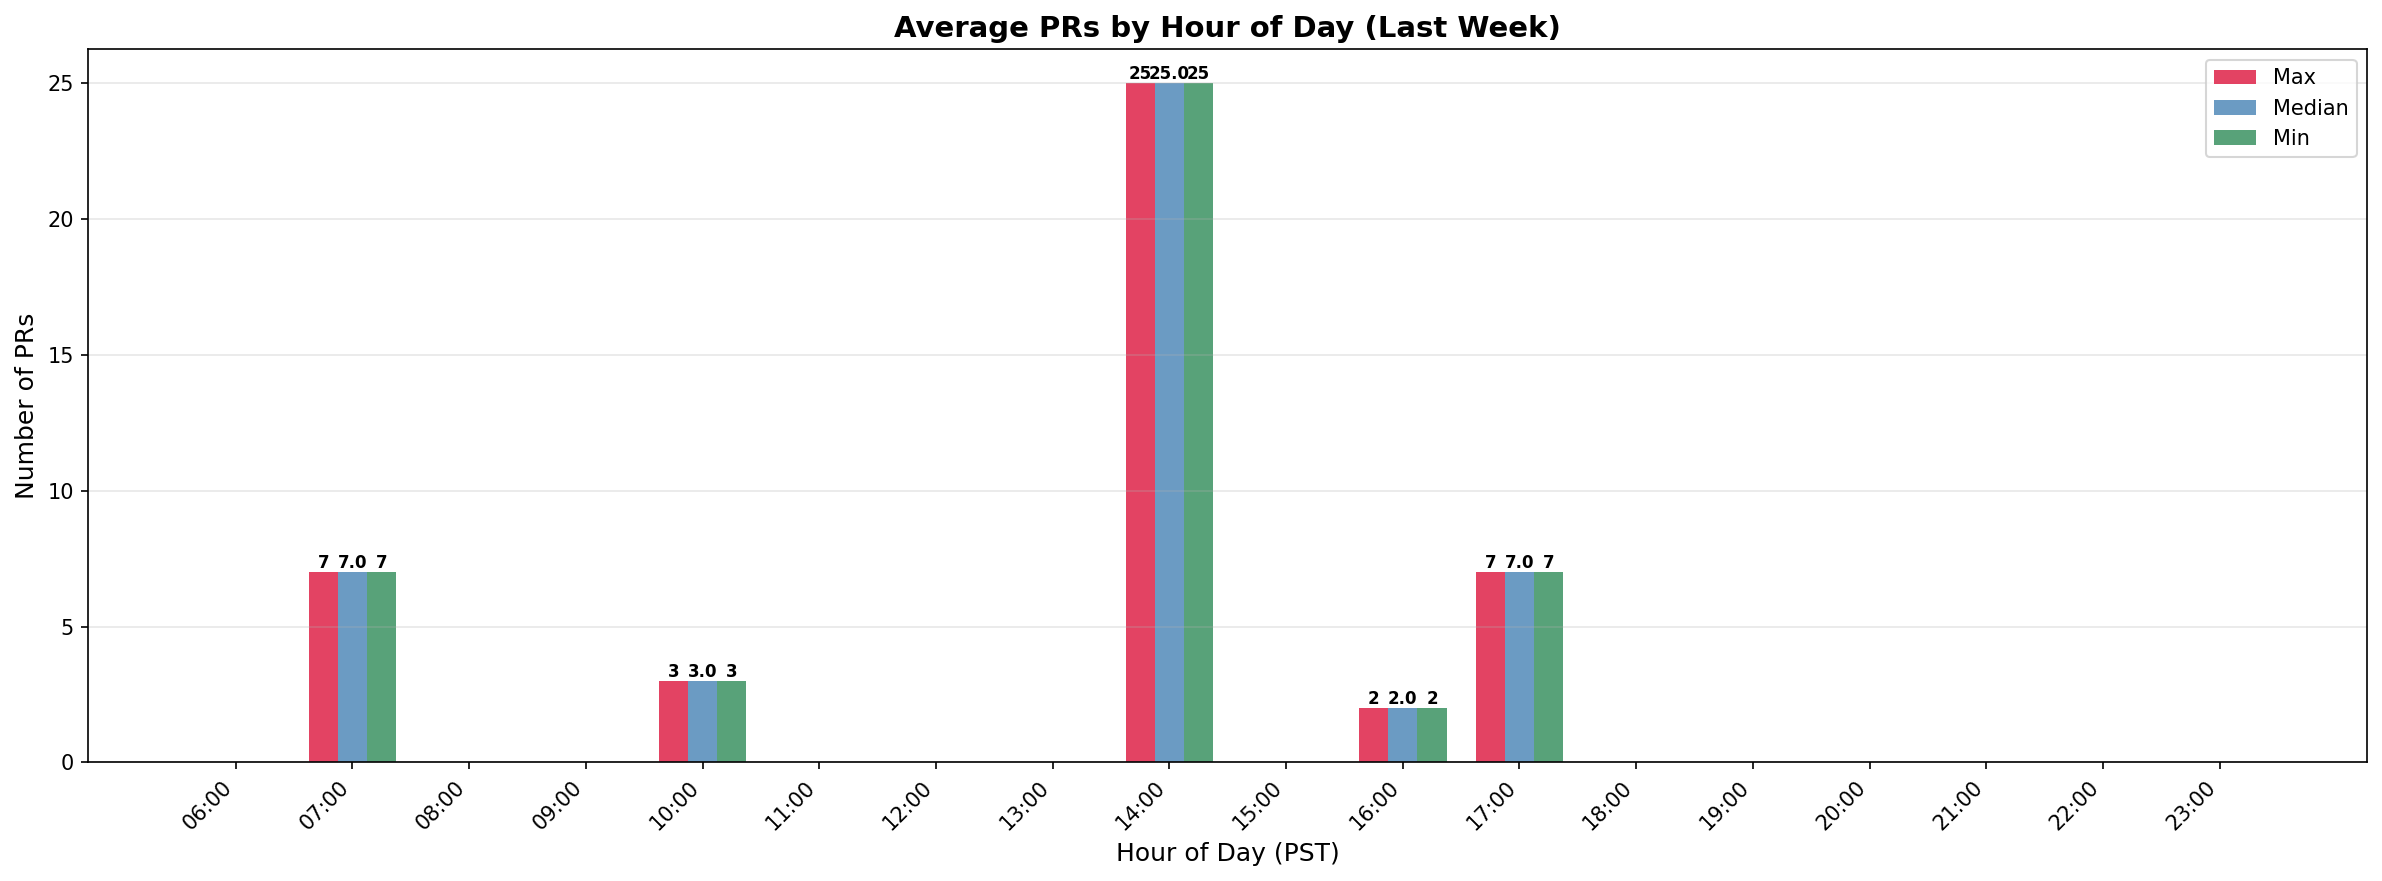 Average PRs by Hour of Day (Last Week)
Max
Median
Min
Number of PRs
25
20
15
10
5
0
7 7.0 7
3 3.0 3
25 25.0 25
2 2.0 2
7 7.0 7
06:00 07:00 08:00 09:00 10:00 11:00 12:00 13:00 14:00 15:00 16:00 17:00 18:00 19:00 20:00 21:00 22:00 23:00
Hour of Day (PST)